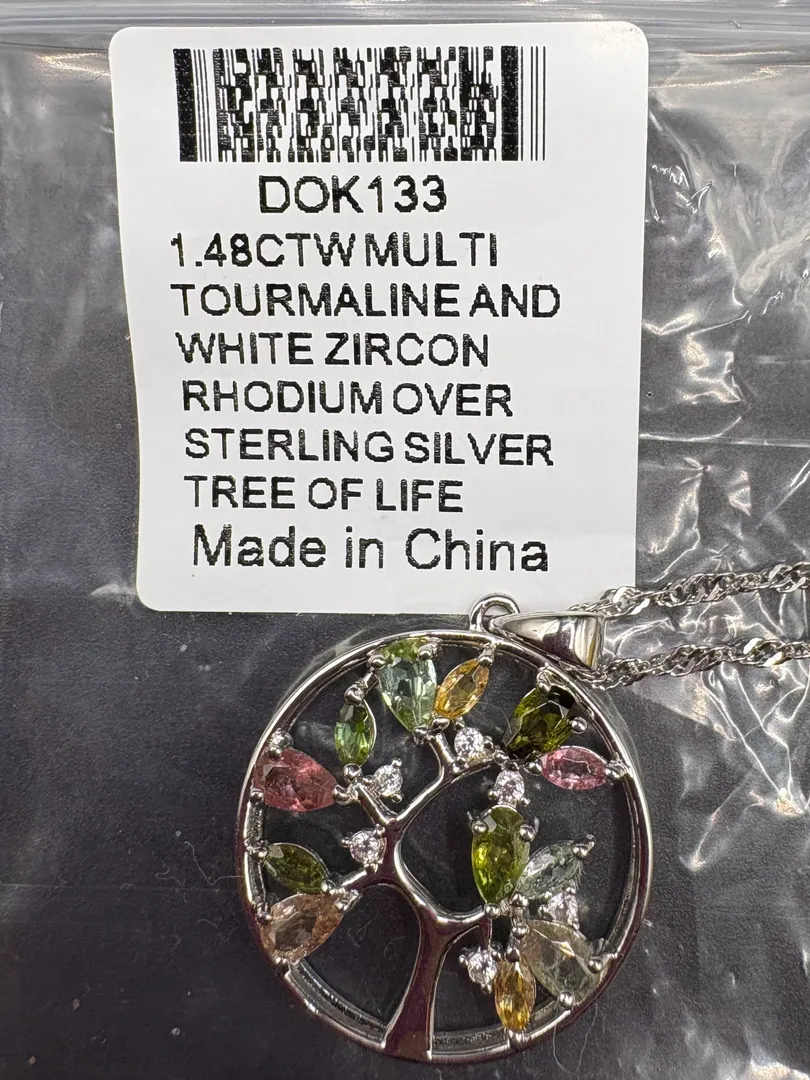 DOK133
1.48CTW MULTI
TOURMALINE AND
WHITE ZIRCON
RHODIUM OVER
STERLING SILVER
TREE OF LIFE
Made in China